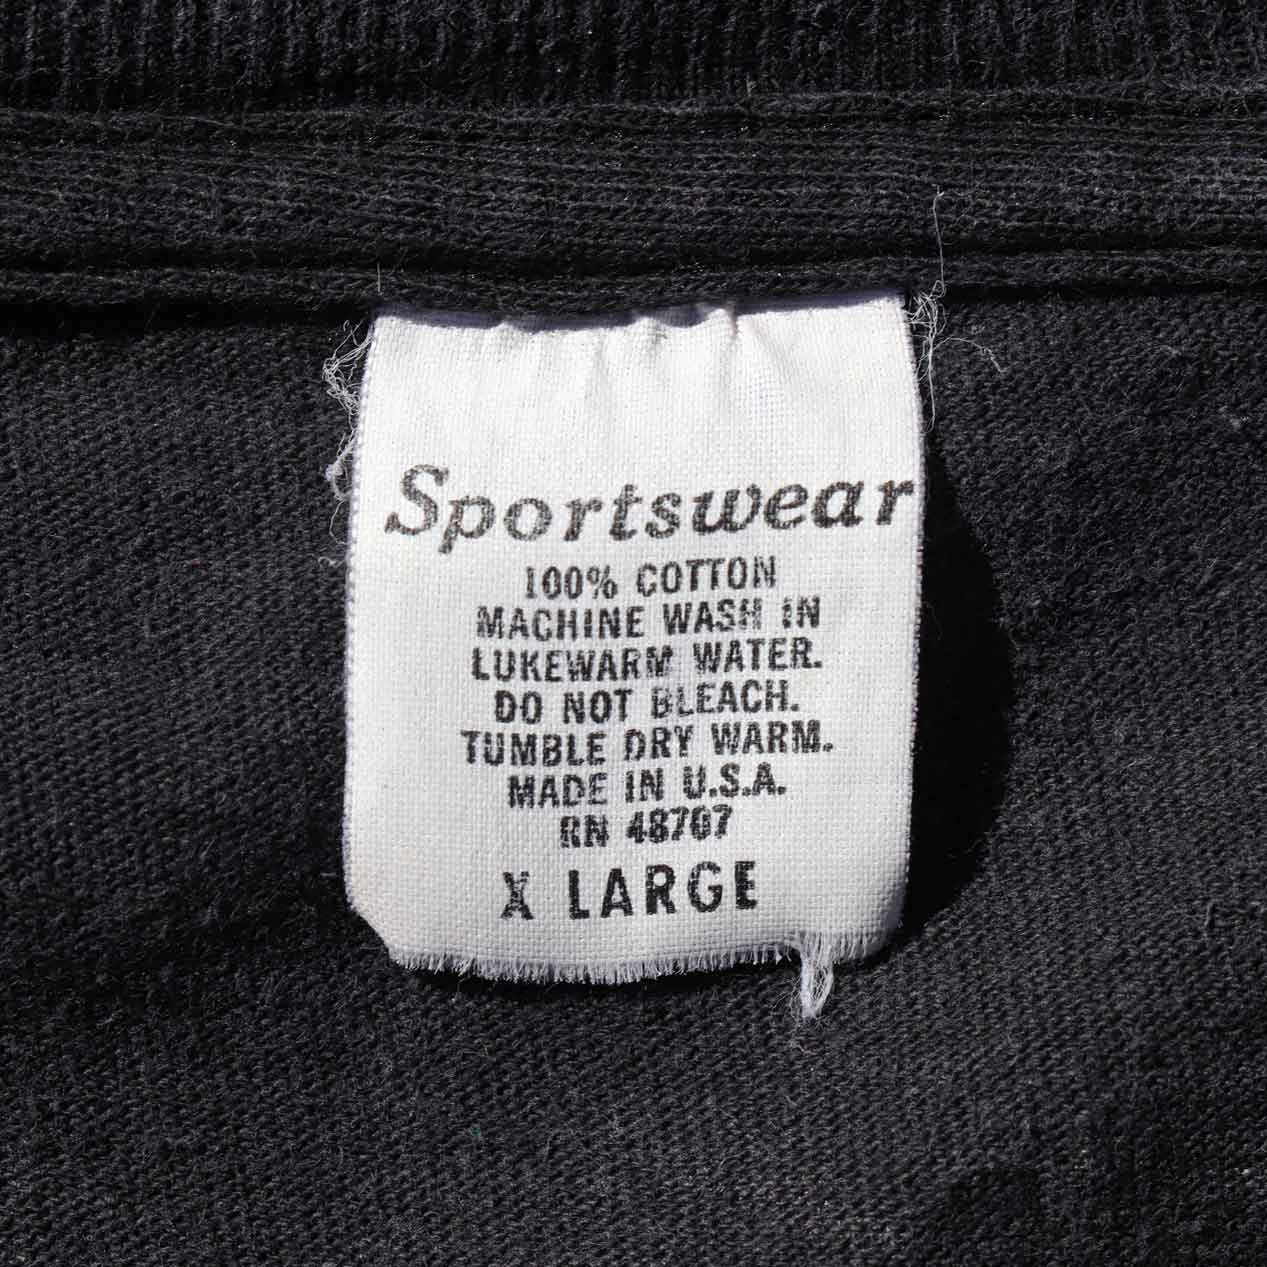 Sportswear
100% COTTON
MACHINE WASH IN
LUKEWARM WATER.
DO NOT BLEACH.
TUMBLE DRY WARM.
MADE IN U.S.A.
RN 48707
X LARGE